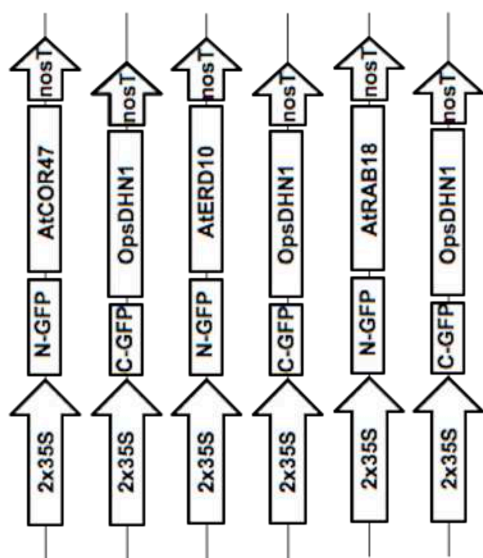 2x35S N-GFP AtCOR47 nosT
2x35S C-GFP OpsDHN1 nosT
2x35S N-GFP AtERD10 nosT
2x35S C-GFP OpsDHN1 nosT
2x35S N-GFP AtRAB18 nosT
2x35S C-GFP OpsDHN1 nosT